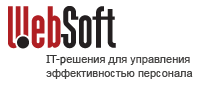 WebSoft
IT-решения для управления
эффективностью персонала